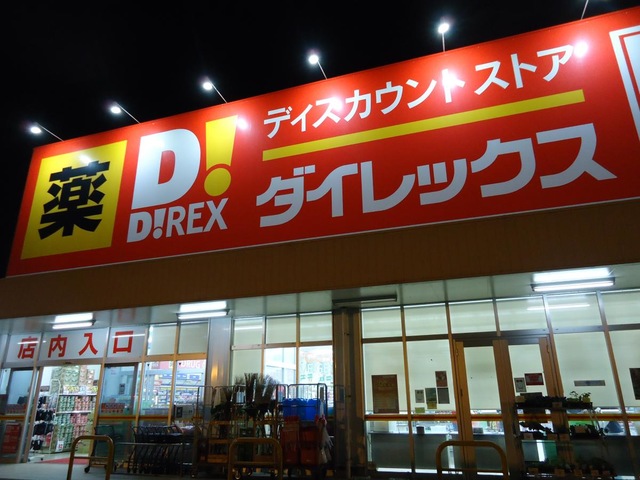 薬
D!
D!REX
ディスカウント ストア
ダイレックス
店内入口